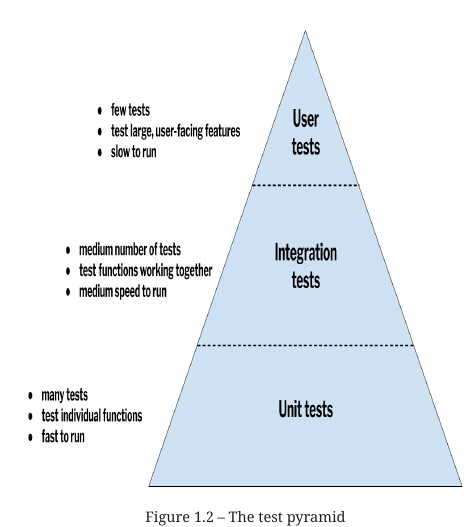 • few tests
• test large, user-facing features
• slow to run
User
tests
• medium number of tests
• test functions working together
• medium speed to run
Integration
tests
• many tests
• test individual functions
• fast to run
Unit tests
Figure 1.2 – The test pyramid